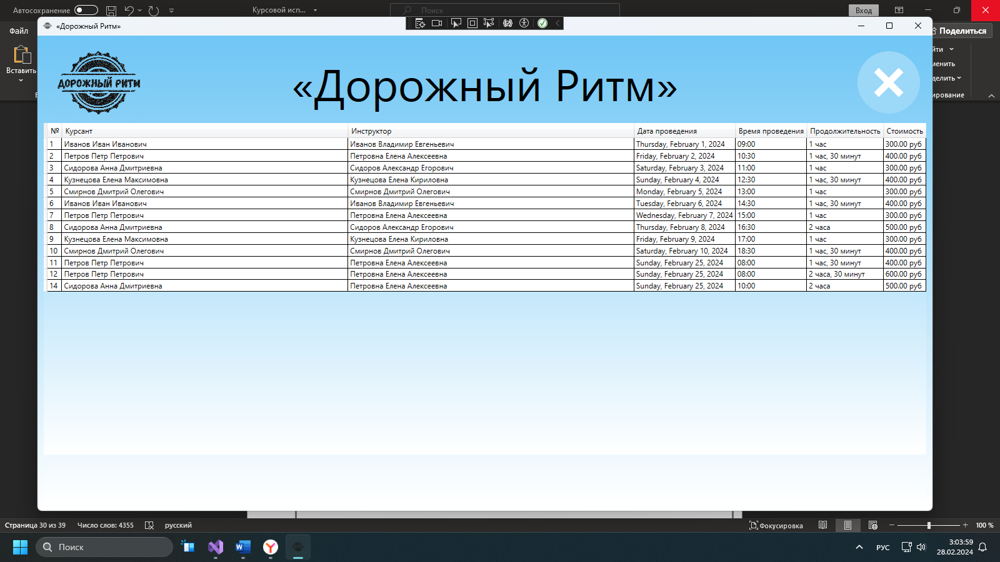 Автосохранение
Курсовой исп...
Поиск
Вход
Файл
«Дорожный Ритм»
Поделиться
Вставить
ДОРОЖНЫЙ РИТМ
«Дорожный Ритм»
№ Курсант Инструктор Дата проведения Время проведения Продолжительность Стоимость
1 Иванов Иван Иванович Иванов Владимир Евгеньевич Thursday, February 1, 2024 09:00 1 час 300.00 руб
2 Петров Петр Петрович Петровна Елена Алексеевна Friday, February 2, 2024 10:30 1 час, 30 минут 400.00 руб
3 Сидорова Анна Дмитриевна Сидоров Александр Егорович Saturday, February 3, 2024 11:00 1 час 300.00 руб
4 Кузнецова Елена Максимовна Кузнецова Елена Кириловна Sunday, February 4, 2024 12:30 1 час, 30 минут 400.00 руб
5 Смирнов Дмитрий Олегович Смирнов Дмитрий Олегович Monday, February 5, 2024 13:00 1 час 300.00 руб
6 Иванов Иван Иванович Иванов Владимир Евгеньевич Tuesday, February 6, 2024 14:30 1 час, 30 минут 400.00 руб
7 Петров Петр Петрович Петровна Елена Алексеевна Wednesday, February 7, 2024 15:00 1 час 300.00 руб
8 Сидорова Анна Дмитриевна Сидоров Александр Егорович Thursday, February 8, 2024 16:30 2 часа 500.00 руб
9 Кузнецова Елена Максимовна Кузнецова Елена Кириловна Friday, February 9, 2024 17:00 1 час 300.00 руб
10 Смирнов Дмитрий Олегович Смирнов Дмитрий Олегович Saturday, February 10, 2024 18:30 1 час, 30 минут 400.00 руб
11 Петров Петр Петрович Петровна Елена Алексеевна Sunday, February 25, 2024 08:00 1 час, 30 минут 400.00 руб
12 Петров Петр Петрович Петровна Елена Алексеевна Sunday, February 25, 2024 08:00 2 часа, 30 минут 600.00 руб
14 Сидорова Анна Дмитриевна Петровна Елена Алексеевна Sunday, February 25, 2024 10:00 2 часа 500.00 руб
Страница 30 из 39 Число слов: 4355 русский Фокусировка 100 %
Поиск
РУС
3:03:59
28.02.2024